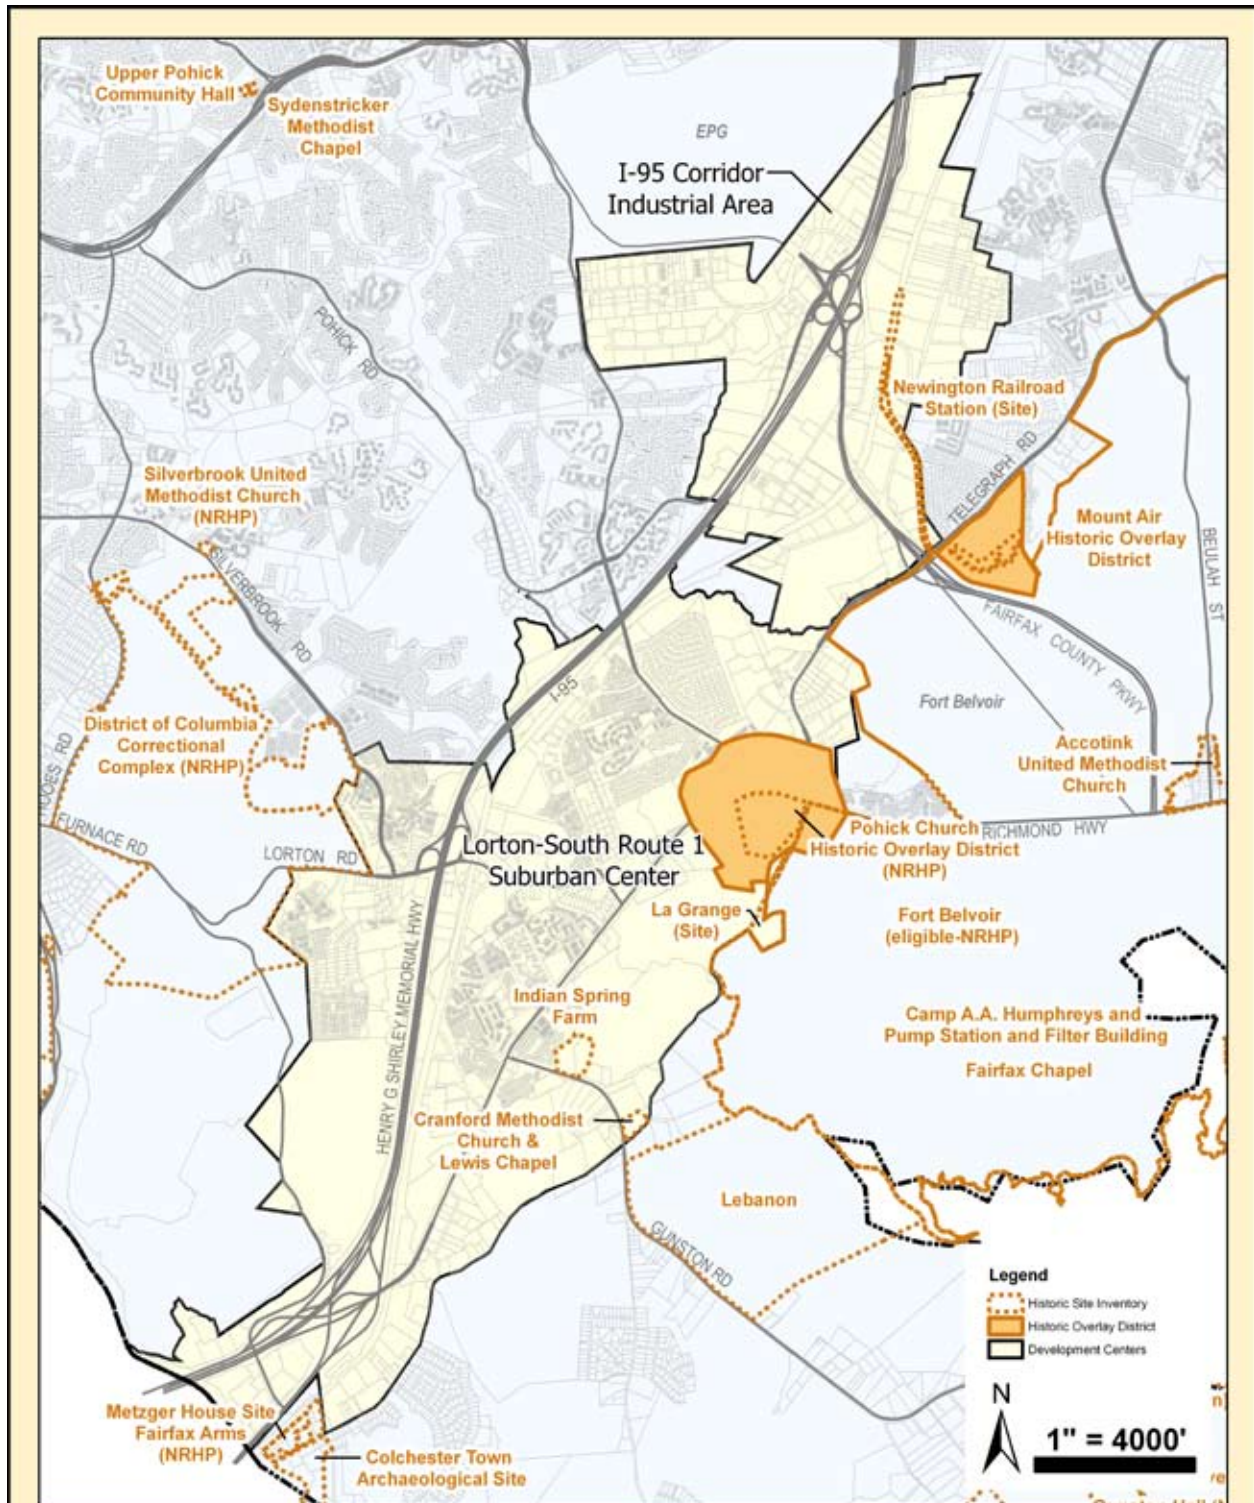 Upper Pohick
Community Hall
Sydenstricker
Methodist
Chapel
EPG
I-95 Corridor
Industrial Area
POHICK RD
Newington Railroad
Station (Site)
TELEGRAPH RD
Silverbrook United
Methodist Church
(NRHP)
Mount Air
Historic Overlay
District
BEULAH ST
SILVERBROOK RD
FAIRFAX COUNTY PKWY
I-95
Fort Belvoir
District of Columbia
Correctional
Complex (NRHP)
Accotink
United Methodist
Church
OOES RD
FURNACE RD
LORTON RD
Lorton-South Route 1
Suburban Center
Pohick Church
Historic Overlay District
(NRHP)
RICHMOND HWY
La Grange
(Site)
Fort Belvoir
(eligible-NRHP)
HENRY G SHIRLEY MEMORIAL HWY
Indian Spring
Farm
Camp A.A. Humphreys and
Pump Station and Filter Building
Fairfax Chapel
Cranford Methodist
Church &
Lewis Chapel
Lebanon
GUNSTON RD
Legend
Historic Site Inventory
Historic Overlay District
Development Centers
N
1" = 4000'
Metzger House Site
Fairfax Arms
(NRHP)
Colchester Town
Archaeological Site